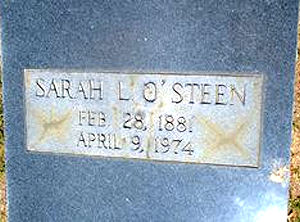 SARAH L. O'STEEN
FEB. 28, 1881
APRIL 9, 1974